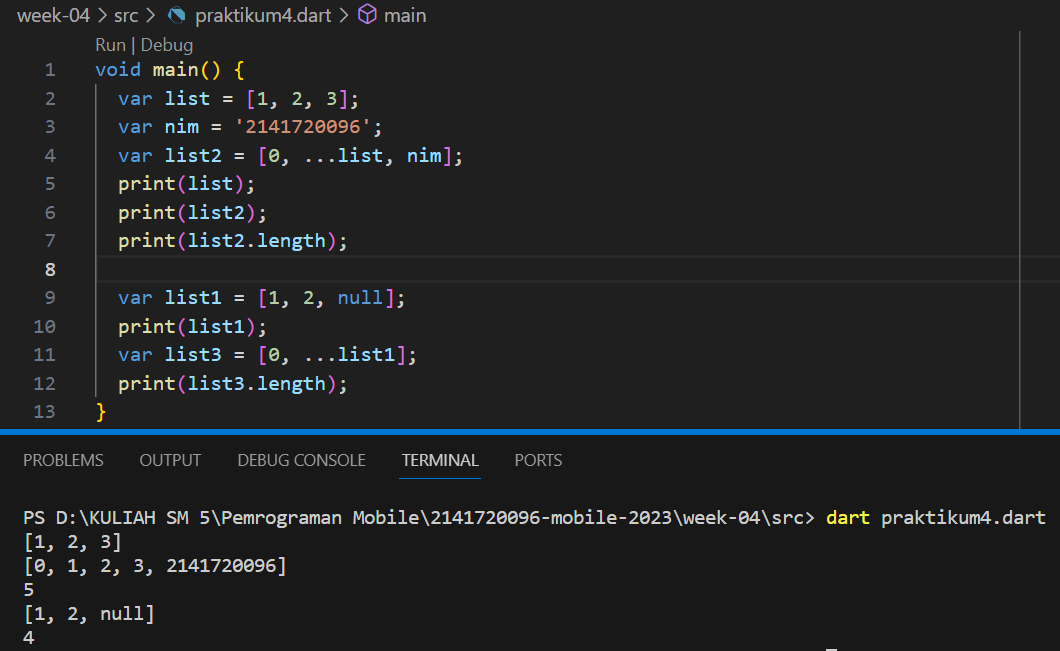 week-04 > src > praktikum4.dart > main
Run | Debug
1 void main() {
2   var list = [1, 2, 3];
3   var nim = '2141720096';
4   var list2 = [0, ...list, nim];
5   print(list);
6   print(list2);
7   print(list2.length);
8
9   var list1 = [1, 2, null];
10   print(list1);
11   var list3 = [0, ...list1];
12   print(list3.length);
13 }
PROBLEMS OUTPUT DEBUG CONSOLE TERMINAL PORTS
PS D:\KULIAH SM 5\Pemrograman Mobile\2141720096-mobile-2023\week-04\src> dart praktikum4.dart
[1, 2, 3]
[0, 1, 2, 3, 2141720096]
5
[1, 2, null]
4